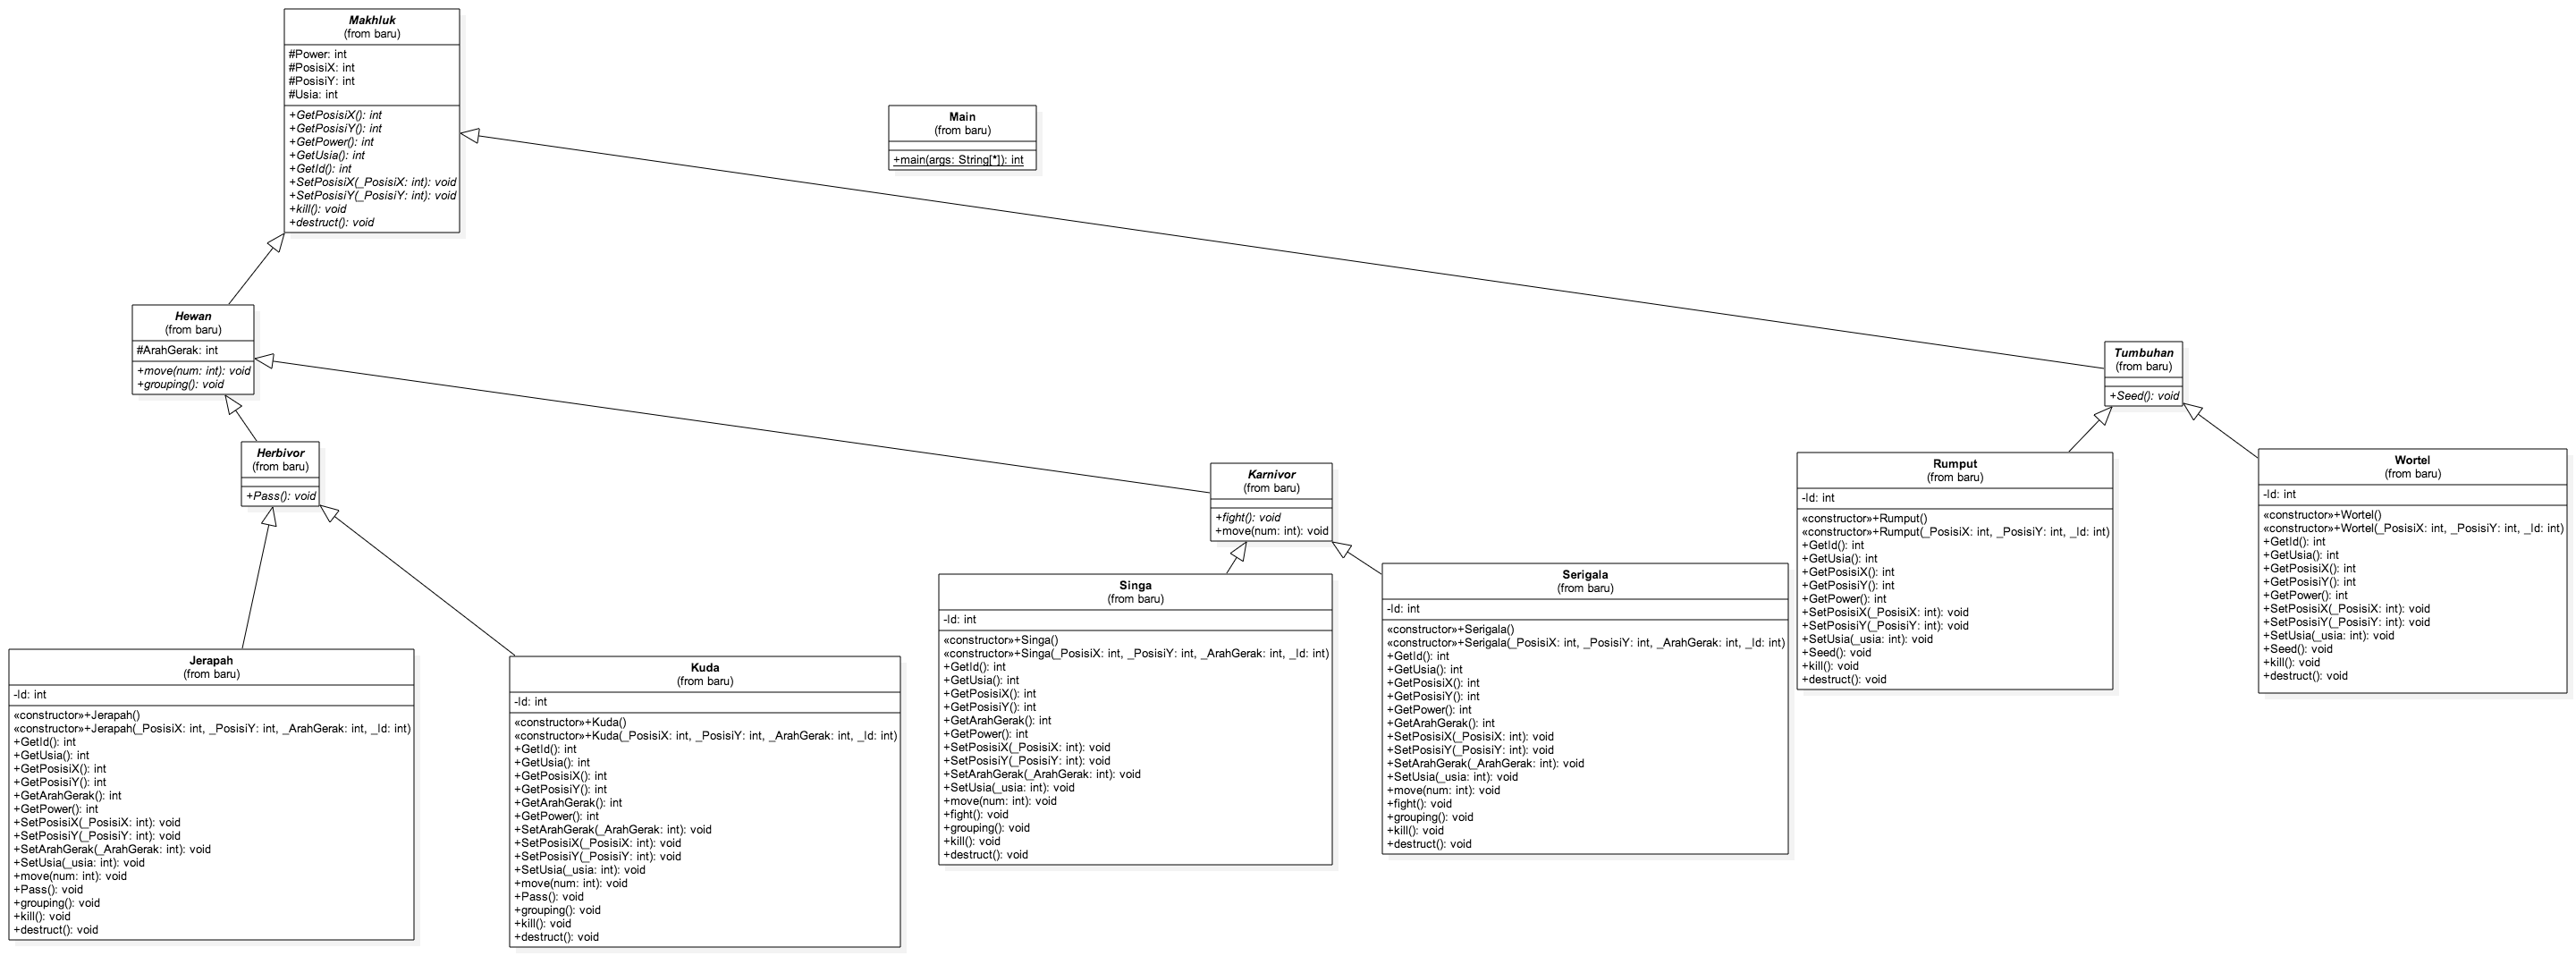 Makhluk
(from baru)
#Power: int
#PosisiX: int
#PosisiY: int
#Usia: int
+GetPosisiX(): int
+GetPosisiY(): int
+GetPower(): int
+GetUsia(): int
+GetId(): int
+SetPosisiX(_PosisiX: int): void
+SetPosisiY(_PosisiY: int): void
+kill(): void
+destruct(): void
Main
(from baru)
+main(args: String[*]): int
Hewan
(from baru)
#ArahGerak: int
+move(num: int): void
+grouping(): void
Tumbuhan
(from baru)
+Seed(): void
Herbivor
(from baru)
+Pass(): void
Karnivor
(from baru)
+fight(): void
+move(num: int): void
Rumput
(from baru)
-Id: int
«constructor»+Rumput()
«constructor»+Rumput(_PosisiX: int, _PosisiY: int, _Id: int)
+GetId(): int
+GetUsia(): int
+GetPosisiX(): int
+GetPosisiY(): int
+GetPower(): int
+SetPosisiX(_PosisiX: int): void
+SetPosisiY(_PosisiY: int): void
+SetUsia(_usia: int): void
+Seed(): void
+kill(): void
+destruct(): void
Wortel
(from baru)
-Id: int
«constructor»+Wortel()
«constructor»+Wortel(_PosisiX: int, _PosisiY: int, _Id: int)
+GetId(): int
+GetUsia(): int
+GetPosisiX(): int
+GetPosisiY(): int
+GetPower(): int
+SetPosisiX(_PosisiX: int): void
+SetPosisiY(_PosisiY: int): void
+SetUsia(_usia: int): void
+Seed(): void
+kill(): void
+destruct(): void
Jerapah
(from baru)
-Id: int
«constructor»+Jerapah()
«constructor»+Jerapah(_PosisiX: int, _PosisiY: int, _ArahGerak: int, _Id: int)
+GetId(): int
+GetUsia(): int
+GetPosisiX(): int
+GetPosisiY(): int
+GetArahGerak(): int
+GetPower(): int
+SetPosisiX(_PosisiX: int): void
+SetPosisiY(_PosisiY: int): void
+SetArahGerak(_ArahGerak: int): void
+SetUsia(_usia: int): void
+move(num: int): void
+Pass(): void
+grouping(): void
+kill(): void
+destruct(): void
Kuda
(from baru)
-Id: int
«constructor»+Kuda()
«constructor»+Kuda(_PosisiX: int, _PosisiY: int, _ArahGerak: int, _Id: int)
+GetId(): int
+GetUsia(): int
+GetPosisiX(): int
+GetPosisiY(): int
+GetArahGerak(): int
+GetPower(): int
+SetArahGerak(_ArahGerak: int): void
+SetPosisiX(_PosisiX: int): void
+SetPosisiY(_PosisiY: int): void
+SetUsia(_usia: int): void
+move(num: int): void
+Pass(): void
+grouping(): void
+kill(): void
+destruct(): void
Singa
(from baru)
-Id: int
«constructor»+Singa()
«constructor»+Singa(_PosisiX: int, _PosisiY: int, _ArahGerak: int, _Id: int)
+GetId(): int
+GetUsia(): int
+GetPosisiX(): int
+GetPosisiY(): int
+GetArahGerak(): int
+GetPower(): int
+SetPosisiX(_PosisiX: int): void
+SetPosisiY(_PosisiY: int): void
+SetArahGerak(_ArahGerak: int): void
+SetUsia(_usia: int): void
+move(num: int): void
+fight(): void
+grouping(): void
+kill(): void
+destruct(): void
Serigala
(from baru)
-Id: int
«constructor»+Serigala()
«constructor»+Serigala(_PosisiX: int, _PosisiY: int, _ArahGerak: int, _Id: int)
+GetId(): int
+GetUsia(): int
+GetPosisiX(): int
+GetPosisiY(): int
+GetPower(): int
+GetArahGerak(): int
+SetPosisiX(_PosisiX: int): void
+SetPosisiY(_PosisiY: int): void
+SetArahGerak(_ArahGerak: int): void
+SetUsia(_usia: int): void
+move(num: int): void
+fight(): void
+grouping(): void
+kill(): void
+destruct(): void